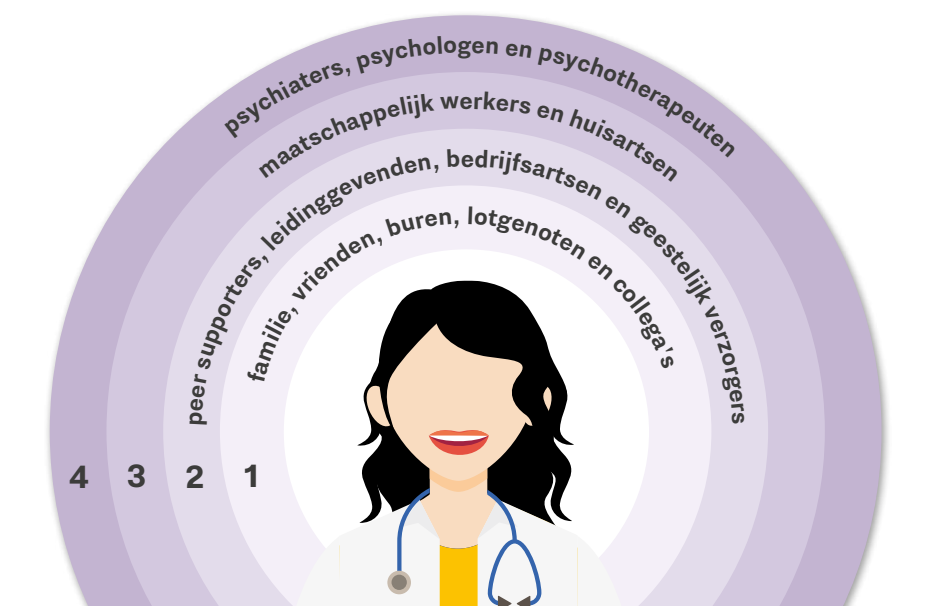 psychiaters, psychologen en psychotherapeuten
maatschappelijk werkers en huisartsen
peer supporters, leidinggevenden, bedrijfsartsen en geestelijk verzorgers
familie, vrienden, buren, lotgenoten en collega's
4 3 2 1